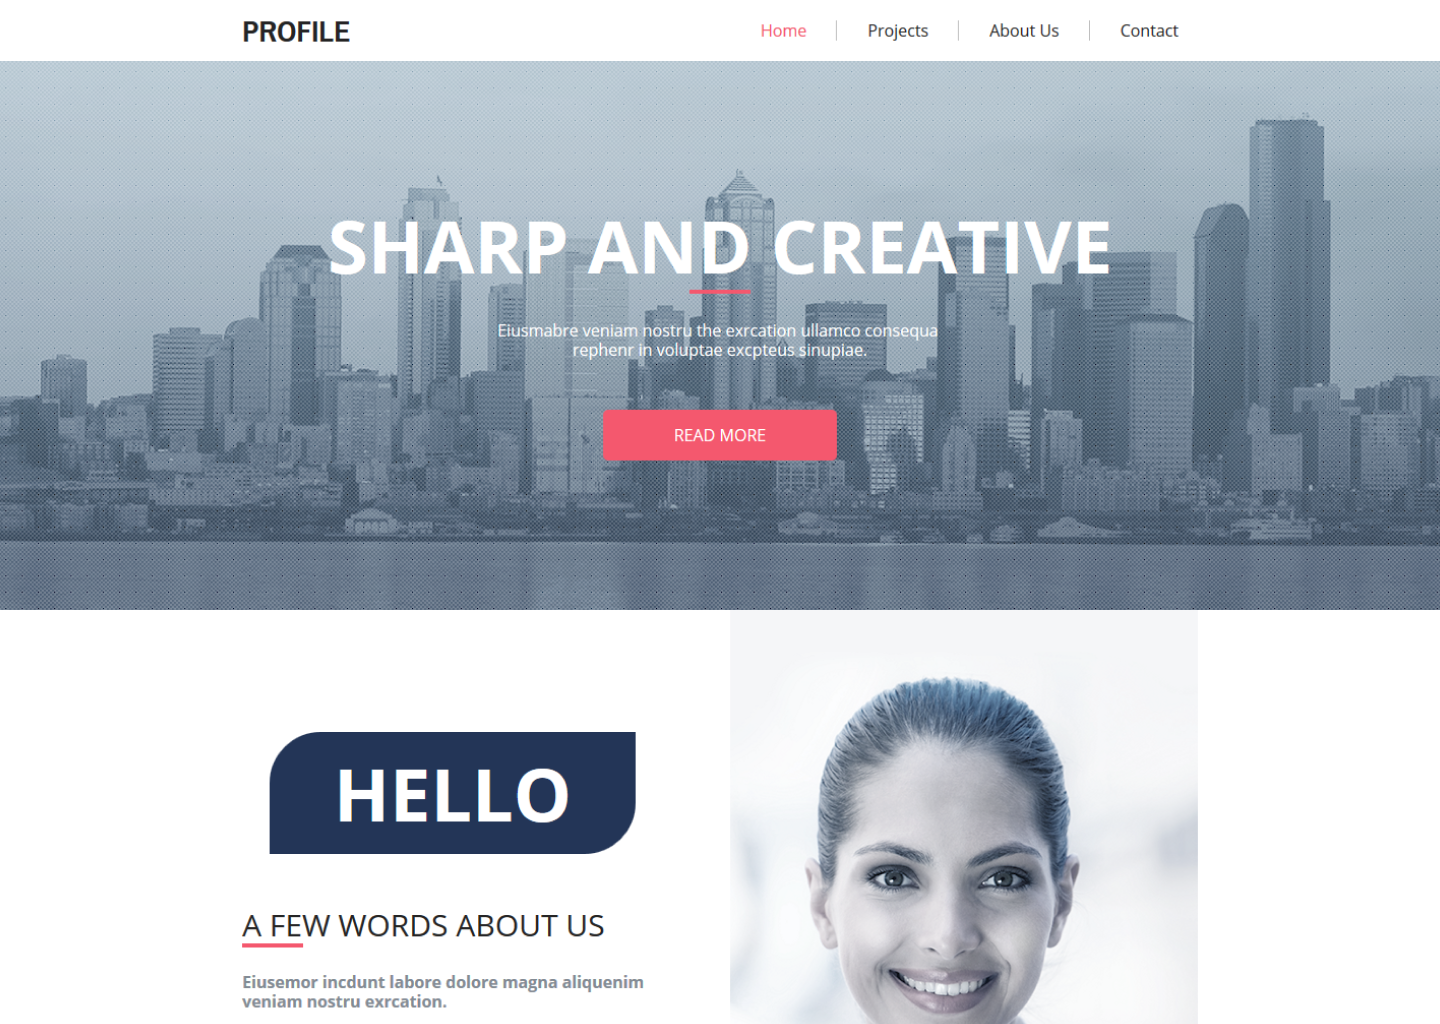 PROFILE
Home
Projects
About Us
Contact
SHARP AND CREATIVE
Eiusmabre veniam nostru the exrcation ullamco consequa
rephenr in voluptae excpteus sinupiae.
READ MORE
HELLO
A FEW WORDS ABOUT US
Eiusemor incdunt labore dolore magna aliquenim
veniam nostru exrcation.